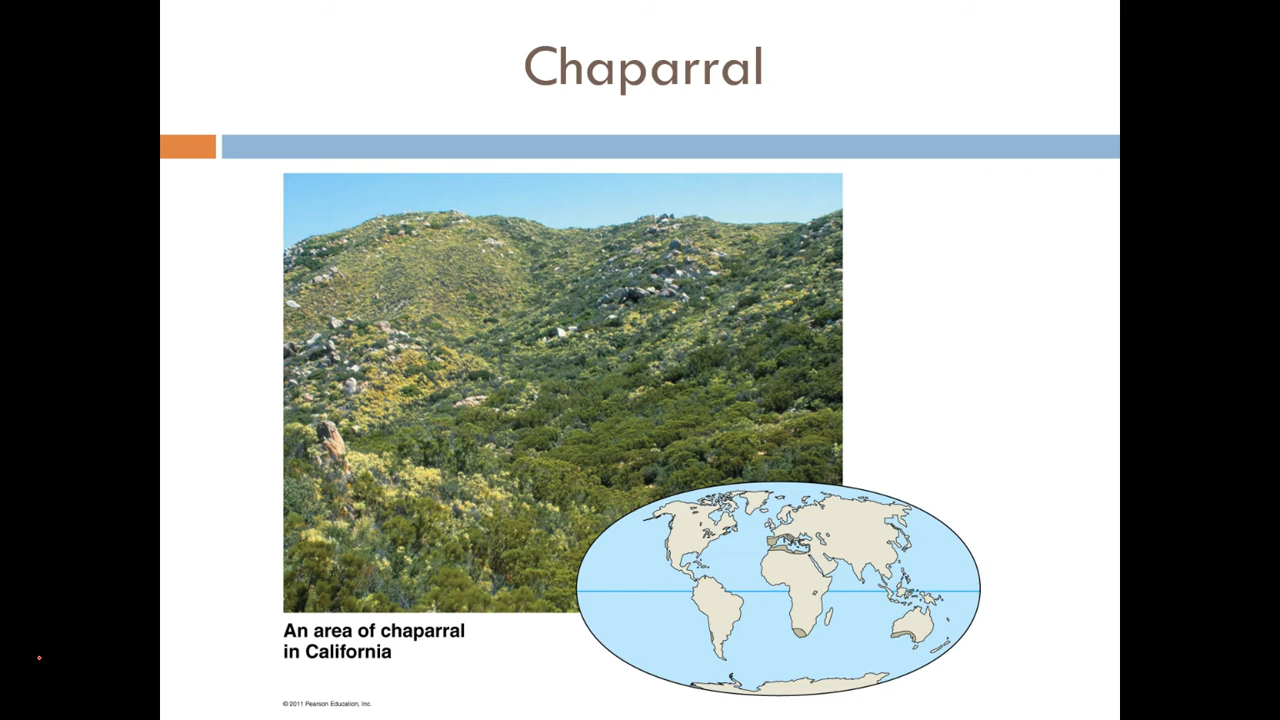 Chaparral
An area of chaparral
in California
© 2011 Pearson Education, Inc.